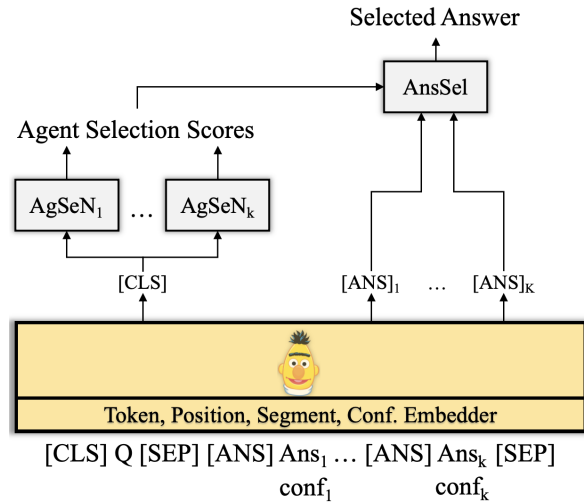 Selected Answer
AnsSel
Agent Selection Scores
AgSeN1 … AgSeNk
[CLS] [ANS]1 … [ANS]K
Token, Position, Segment, Conf. Embedder
[CLS] Q [SEP] [ANS] Ans1 … [ANS] Ansk [SEP]
conf1 confk